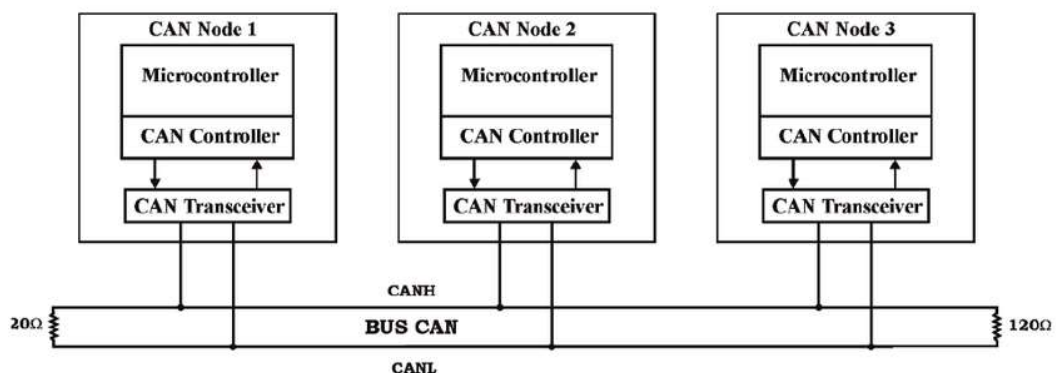 CAN Node 1
Microcontroller
CAN Controller
CAN Transceiver
CAN Node 2
Microcontroller
CAN Controller
CAN Transceiver
CAN Node 3
Microcontroller
CAN Controller
CAN Transceiver
CANH
20Ω
BUS CAN
120Ω
CANL